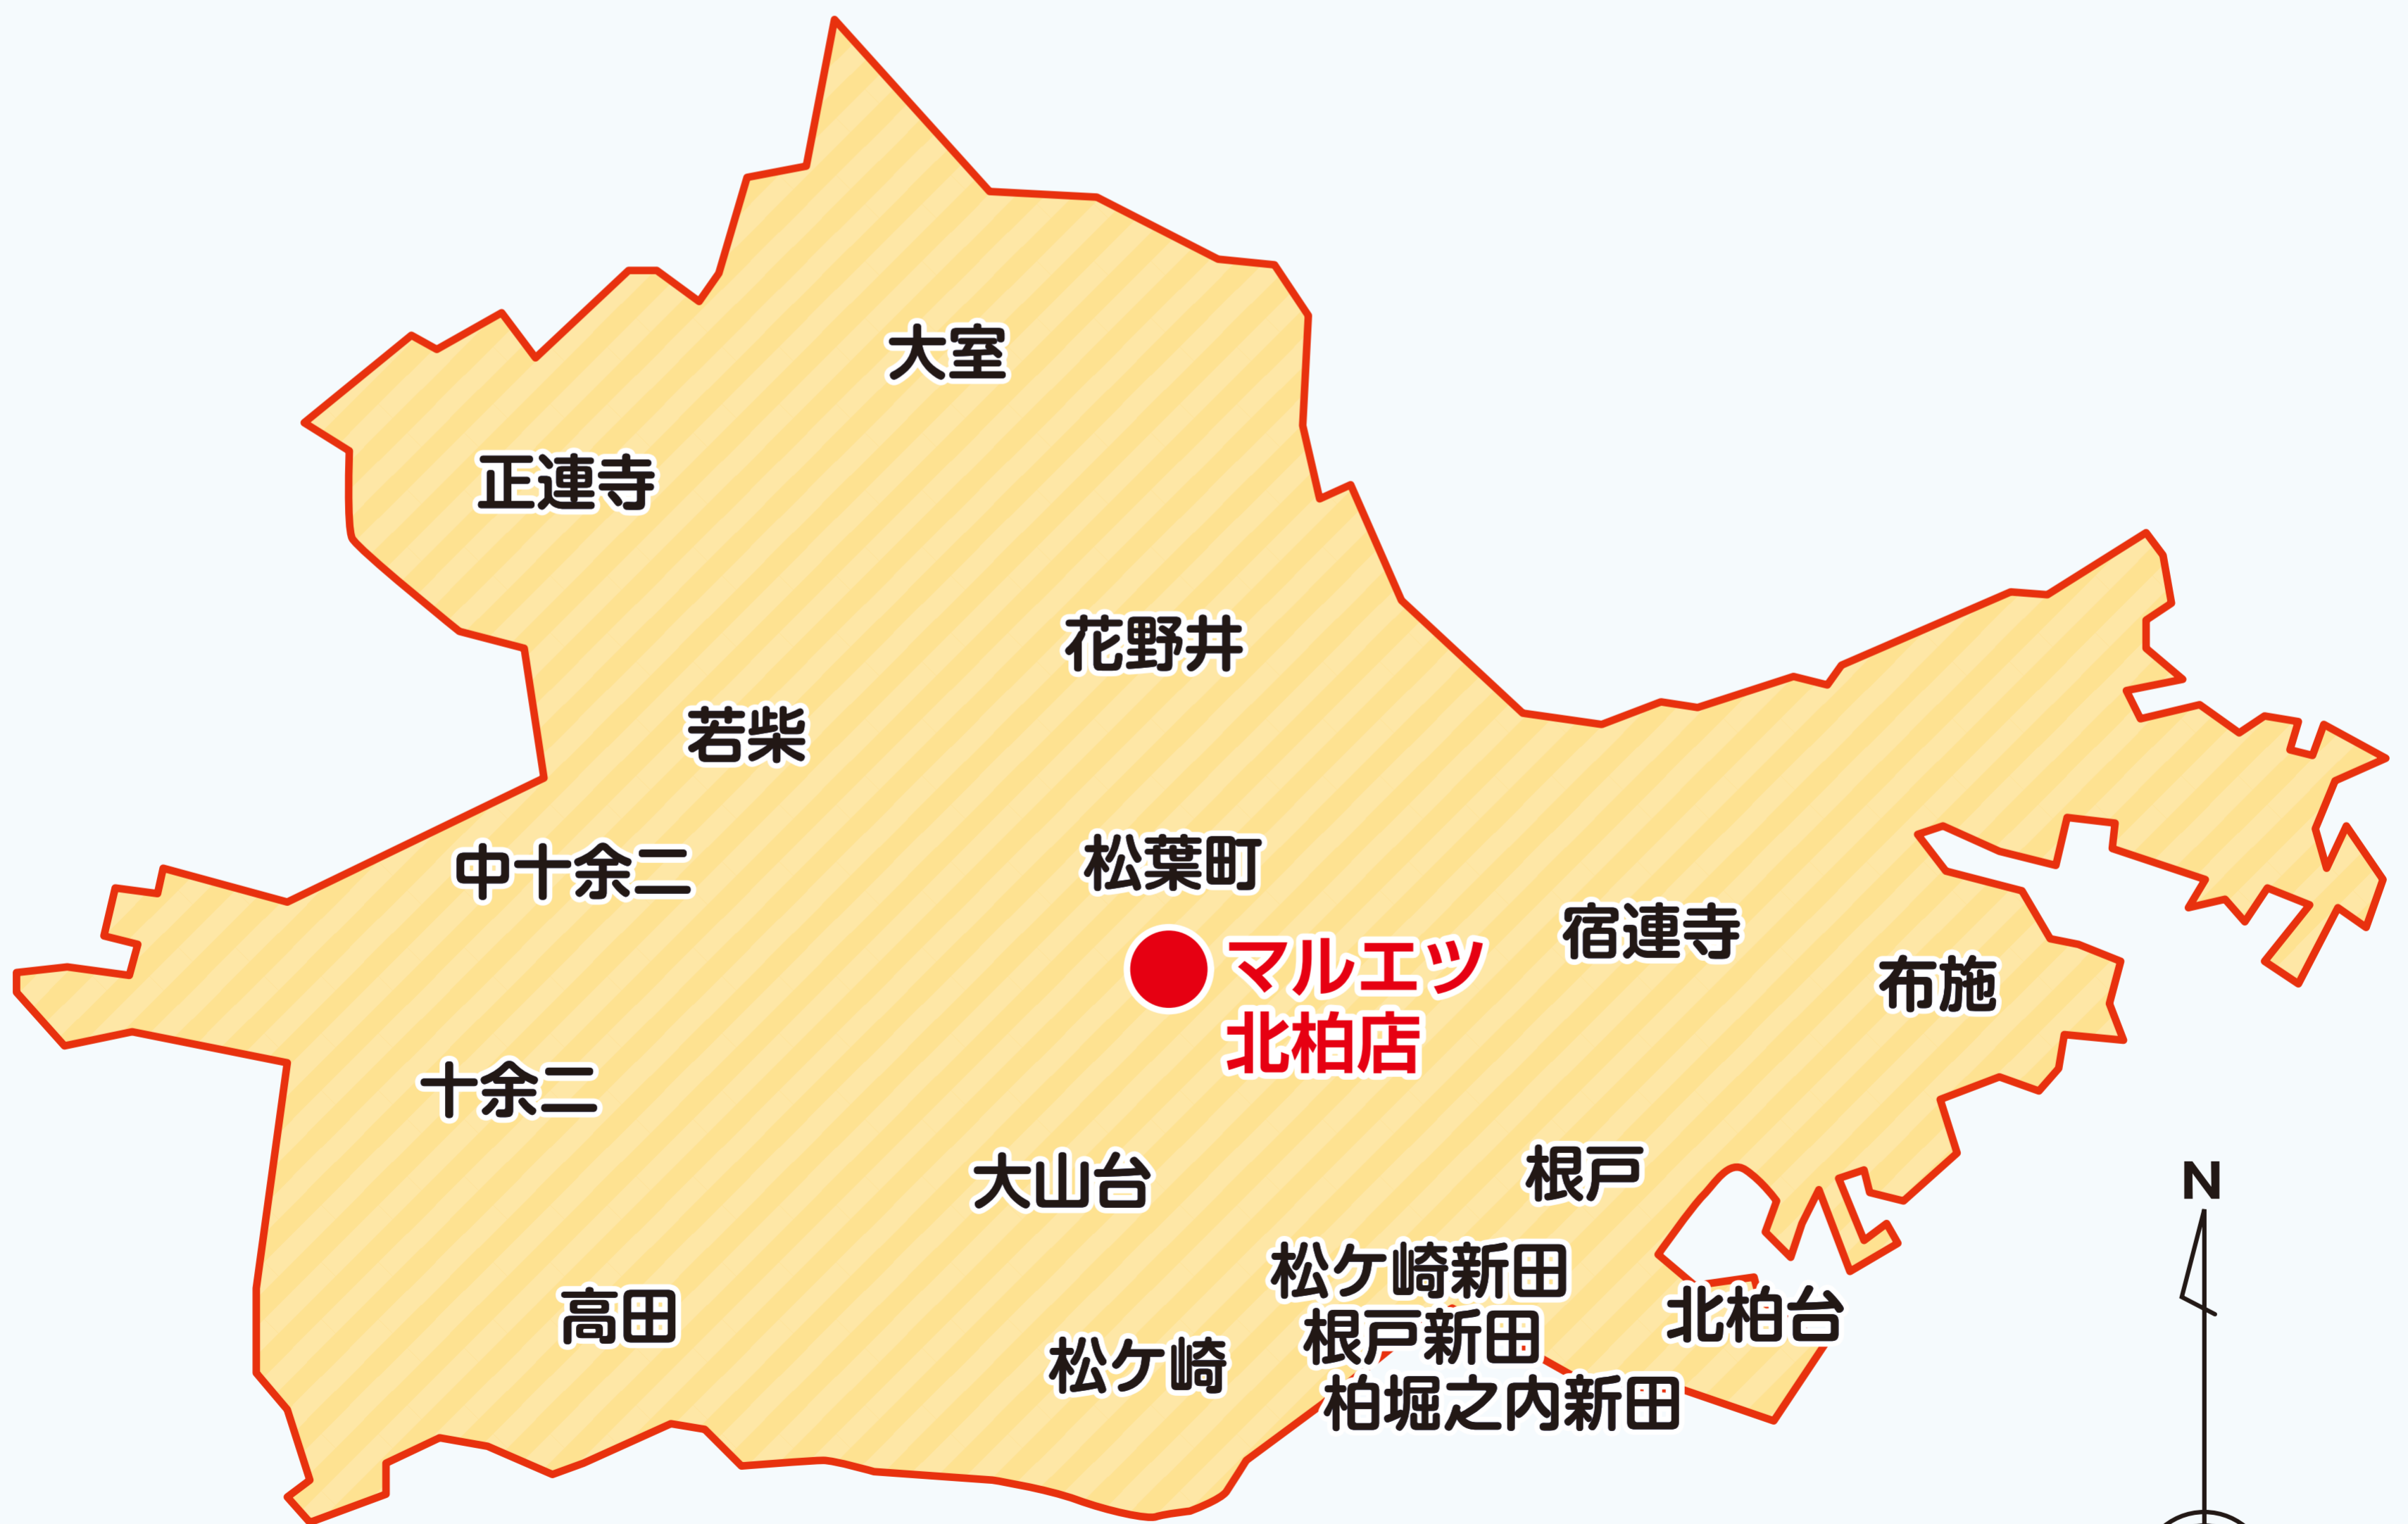 大室
正連寺
花野井
若柴
松葉町
中十余二
宿連寺
マルエツ
北柏店
布施
十余二
大山台
根戸
N
松ケ崎新田
高田
北柏台
根戸新田
松ケ崎
柏堀之内新田